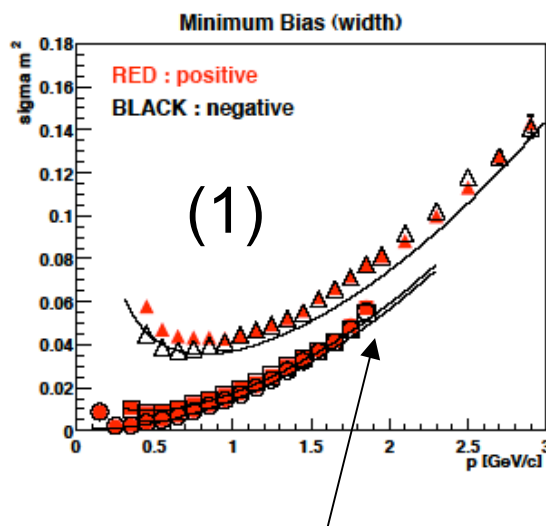 Minimum Bias (width)
sigma m²
0.18
0.16
0.14
0.12
0.1
0.08
0.06
0.04
0.02
0
RED : positive
BLACK : negative
(1)
0 0.5 1 1.5 2 2.5 3
p [GeV/c]